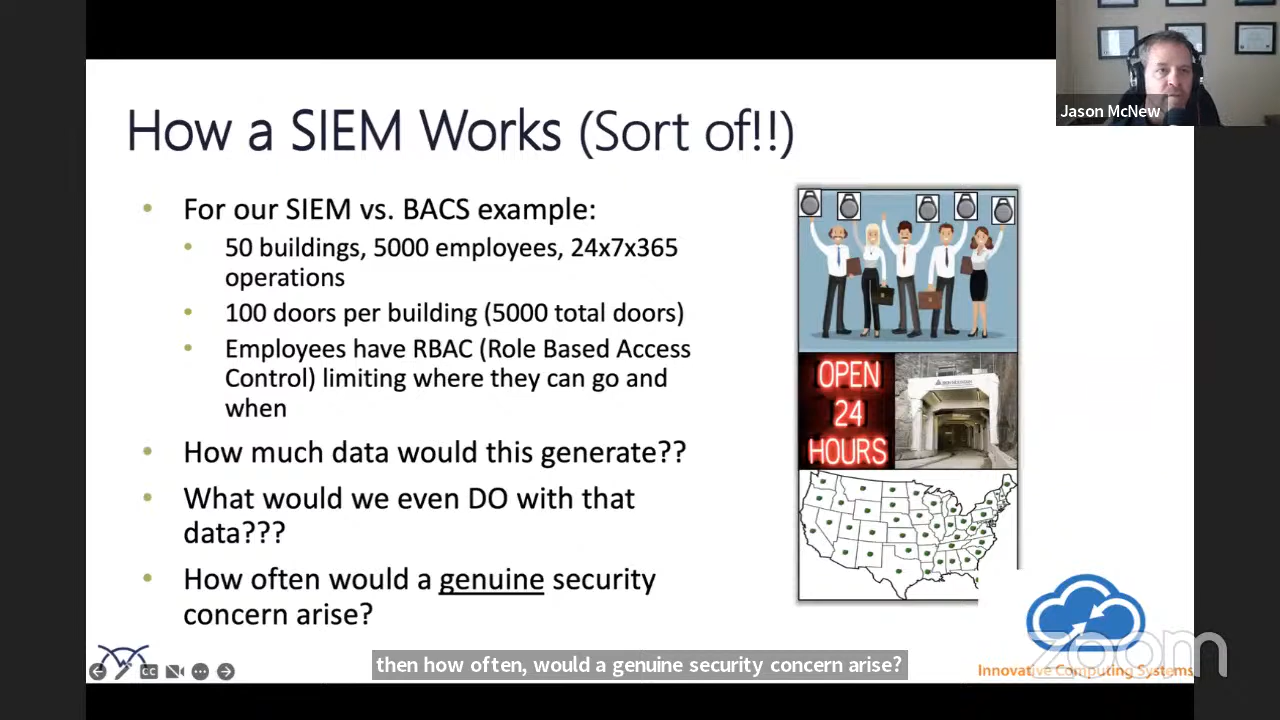 Jason McNew
How a SIEM Works (Sort of!!)
• For our SIEM vs. BACS example:
• 50 buildings, 5000 employees, 24x7x365
operations
• 100 doors per building (5000 total doors)
• Employees have RBAC (Role Based Access
Control) limiting where they can go and
when
• How much data would this generate??
• What would we even DO with that
data???
• How often would a genuine security
concern arise?
OPEN
24
HOURS
CC
then how often, would a genuine security concern arise?
zoom
Innovative Computing Systems